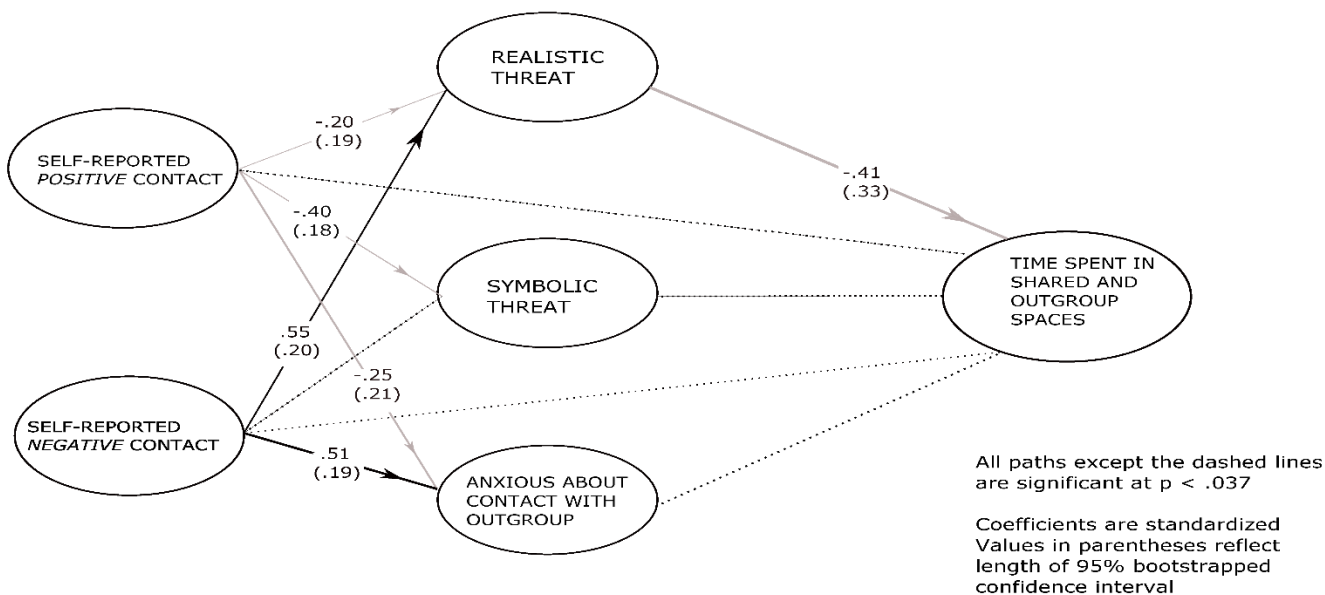 REALISTIC
THREAT
-.20
(.19)
SELF-REPORTED
POSITIVE CONTACT
-.41
(.33)
-.40
(.18)
SYMBOLIC
THREAT
TIME SPENT IN
SHARED AND
OUTGROUP
SPACES
.55
(.20)
-.25
(.21)
SELF-REPORTED
NEGATIVE CONTACT
.51
(.19)
ANXIOUS ABOUT
CONTACT WITH
OUTGROUP
All paths except the dashed lines
are significant at p < .037
Coefficients are standardized
Values in parentheses reflect
length of 95% bootstrapped
confidence interval